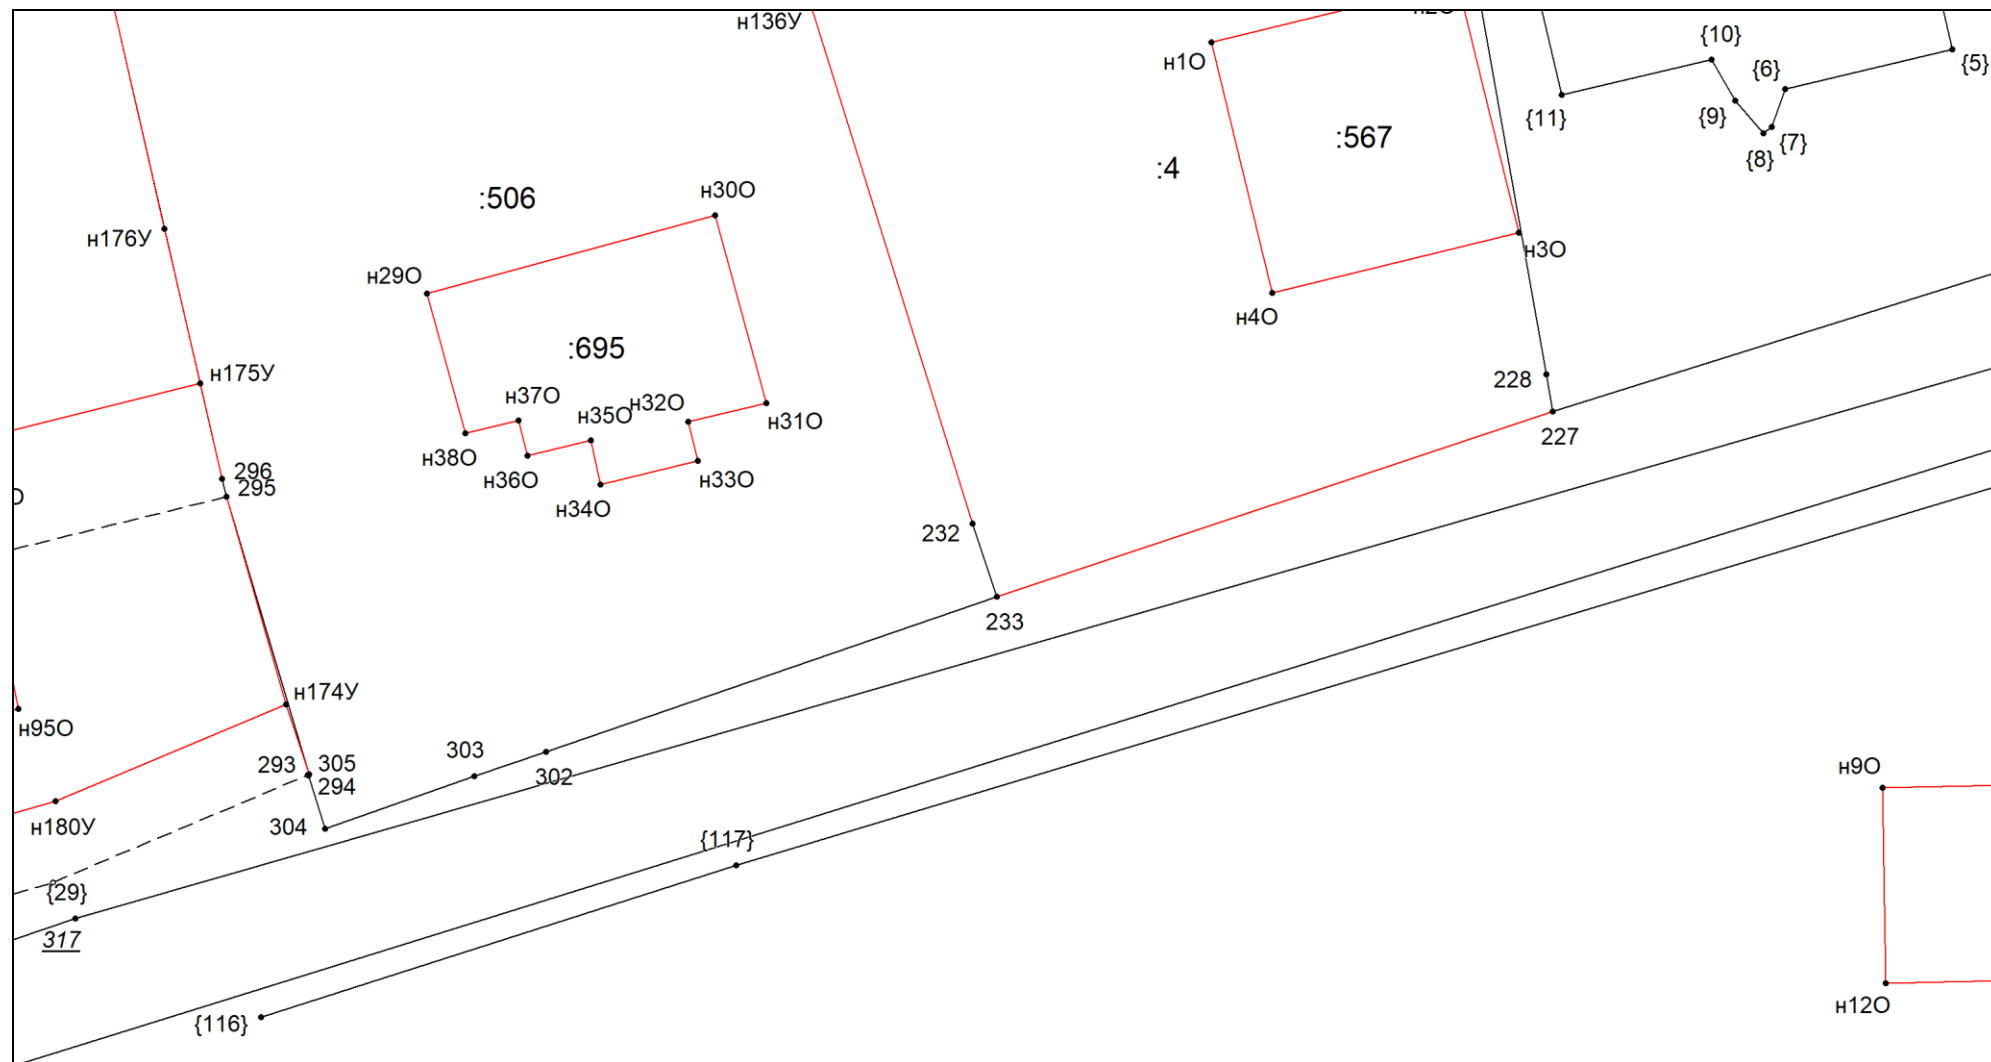 н136У
н1О
{10}
{6}
{5}
{11}
{9}
{7}
{8}
:567
:4
:506
н30О
н176У
н29О
н3О
н4О
:695
н175У
н37О
н35О
н32О
н31О
228
227
н38О
н36О
н33О
н34О
296
295
232
233
н174У
н95О
303
302
293
305
294
304
н180У
{117}
н9О
{29}
317
{116}
н12О